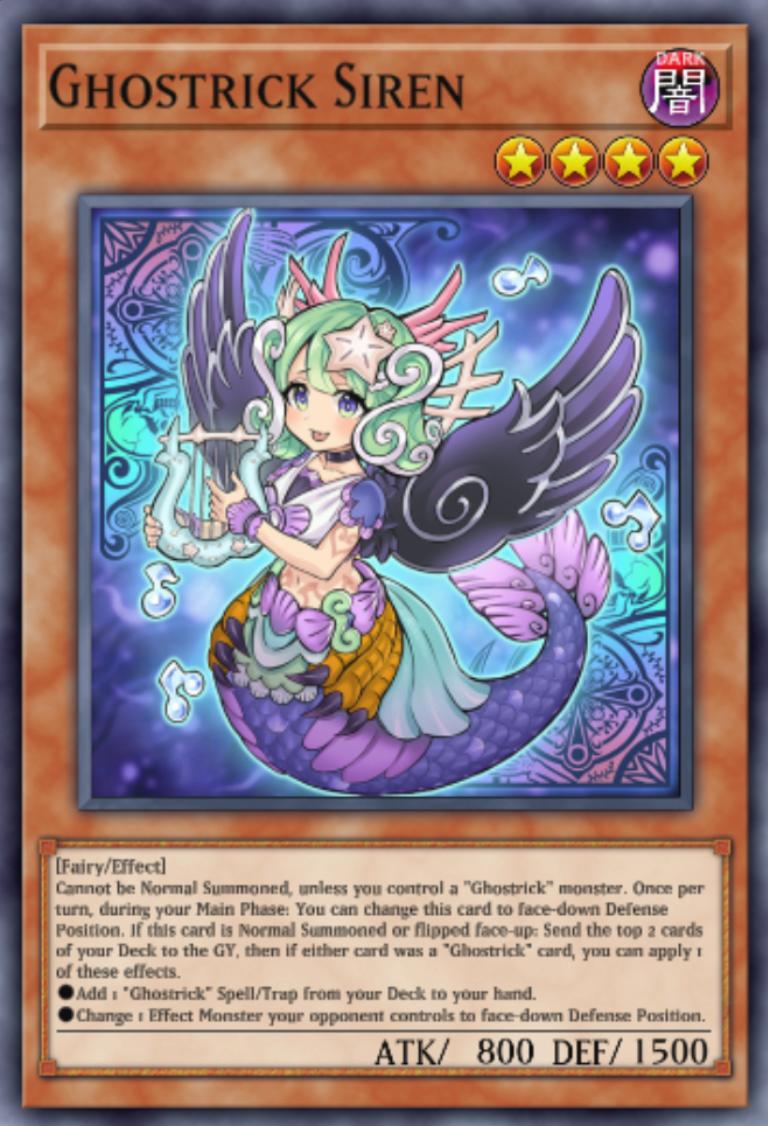 Ghostrick Siren
DARK
闇
[Fairy/Effect]
Cannot be Normal Summoned, unless you control a "Ghostrick" monster. Once per
turn, during your Main Phase: You can change this card to face-down Defense
Position. If this card is Normal Summoned or flipped face-up: Send the top 2 cards
of your Deck to the GY, then if either card was a "Ghostrick" card, you can apply 1
of these effects.
●Add 1 "Ghostrick" Spell/Trap from your Deck to your hand.
●Change 1 Effect Monster your opponent controls to face-down Defense Position.
ATK/ 800 DEF/ 1500